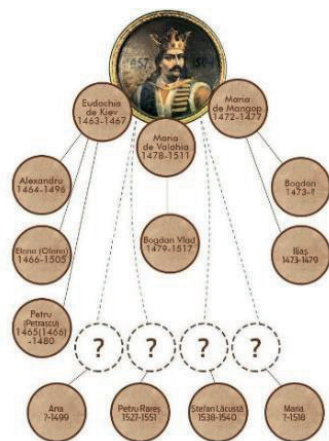 1457 1504
Eudochia
de Kiev
1463-1467
Maria
de Mangop
1472-1477
Maria
de Valahia
1478-1511
Alexandru
1464-1496
Bogdan
1473-?
Elena (Olena)
1466-1505
Bogdan Vlad
1479-1517
Iliaș
1473-1479
Petru
(Petrașcu)
1465(1466)
-1480
?
?
?
?
Ana
?-1499
Petru Rareș
1527-1551
Ștefan Lăcustă
1538-1540
Maria
?-1518